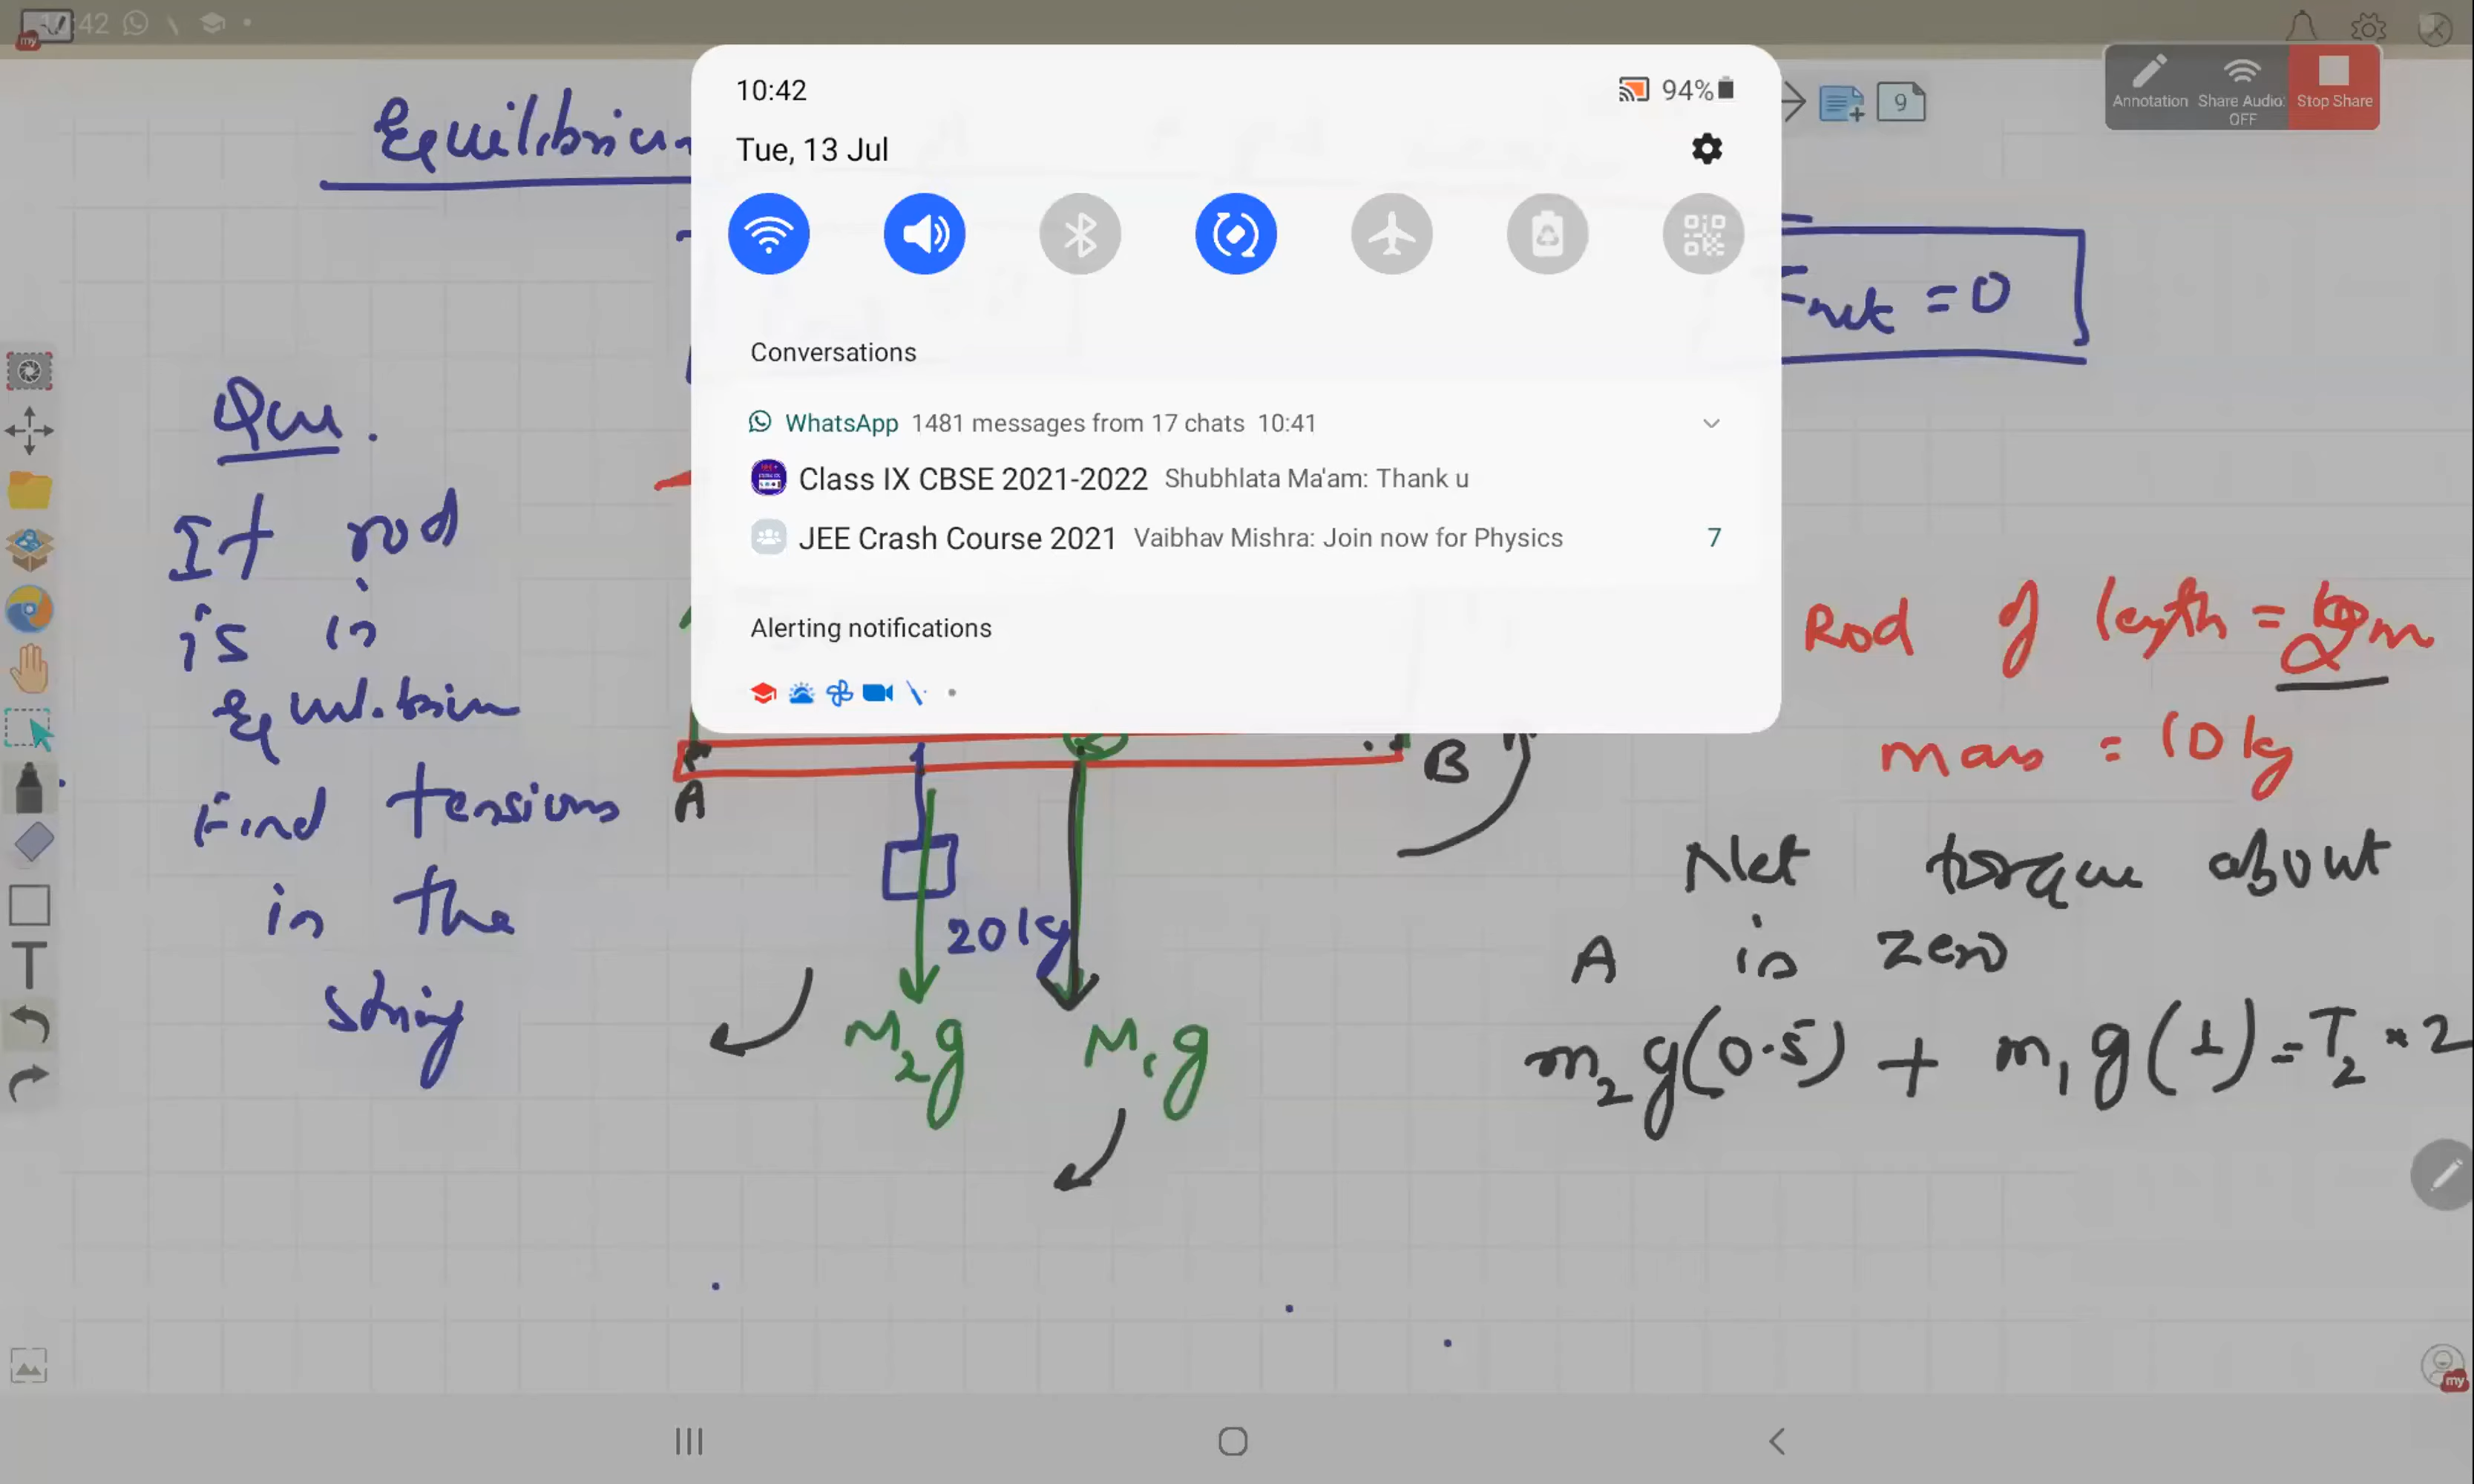 10:42
my
Annotation
Share Audio: OFF
Stop Share
10:42
94%
Tue, 13 Jul
9
Conversations
WhatsApp 1481 messages from 17 chats 10:41
Class IX CBSE 2021-2022 Shubhlata Ma'am: Thank u
JEE Crash Course 2021 Vaibhav Mishra: Join now for Physics 7
Alerting notifications
Fnet = 0
Que.
If rod
is in
Find tensions
in the
string
A
B
20 kg
M2g
M1g
Rod of length = 2m
mass = 10 kg
Net torque about
A is zero
m2g(0.5) + m1g(1) = T2 * 2
T
my